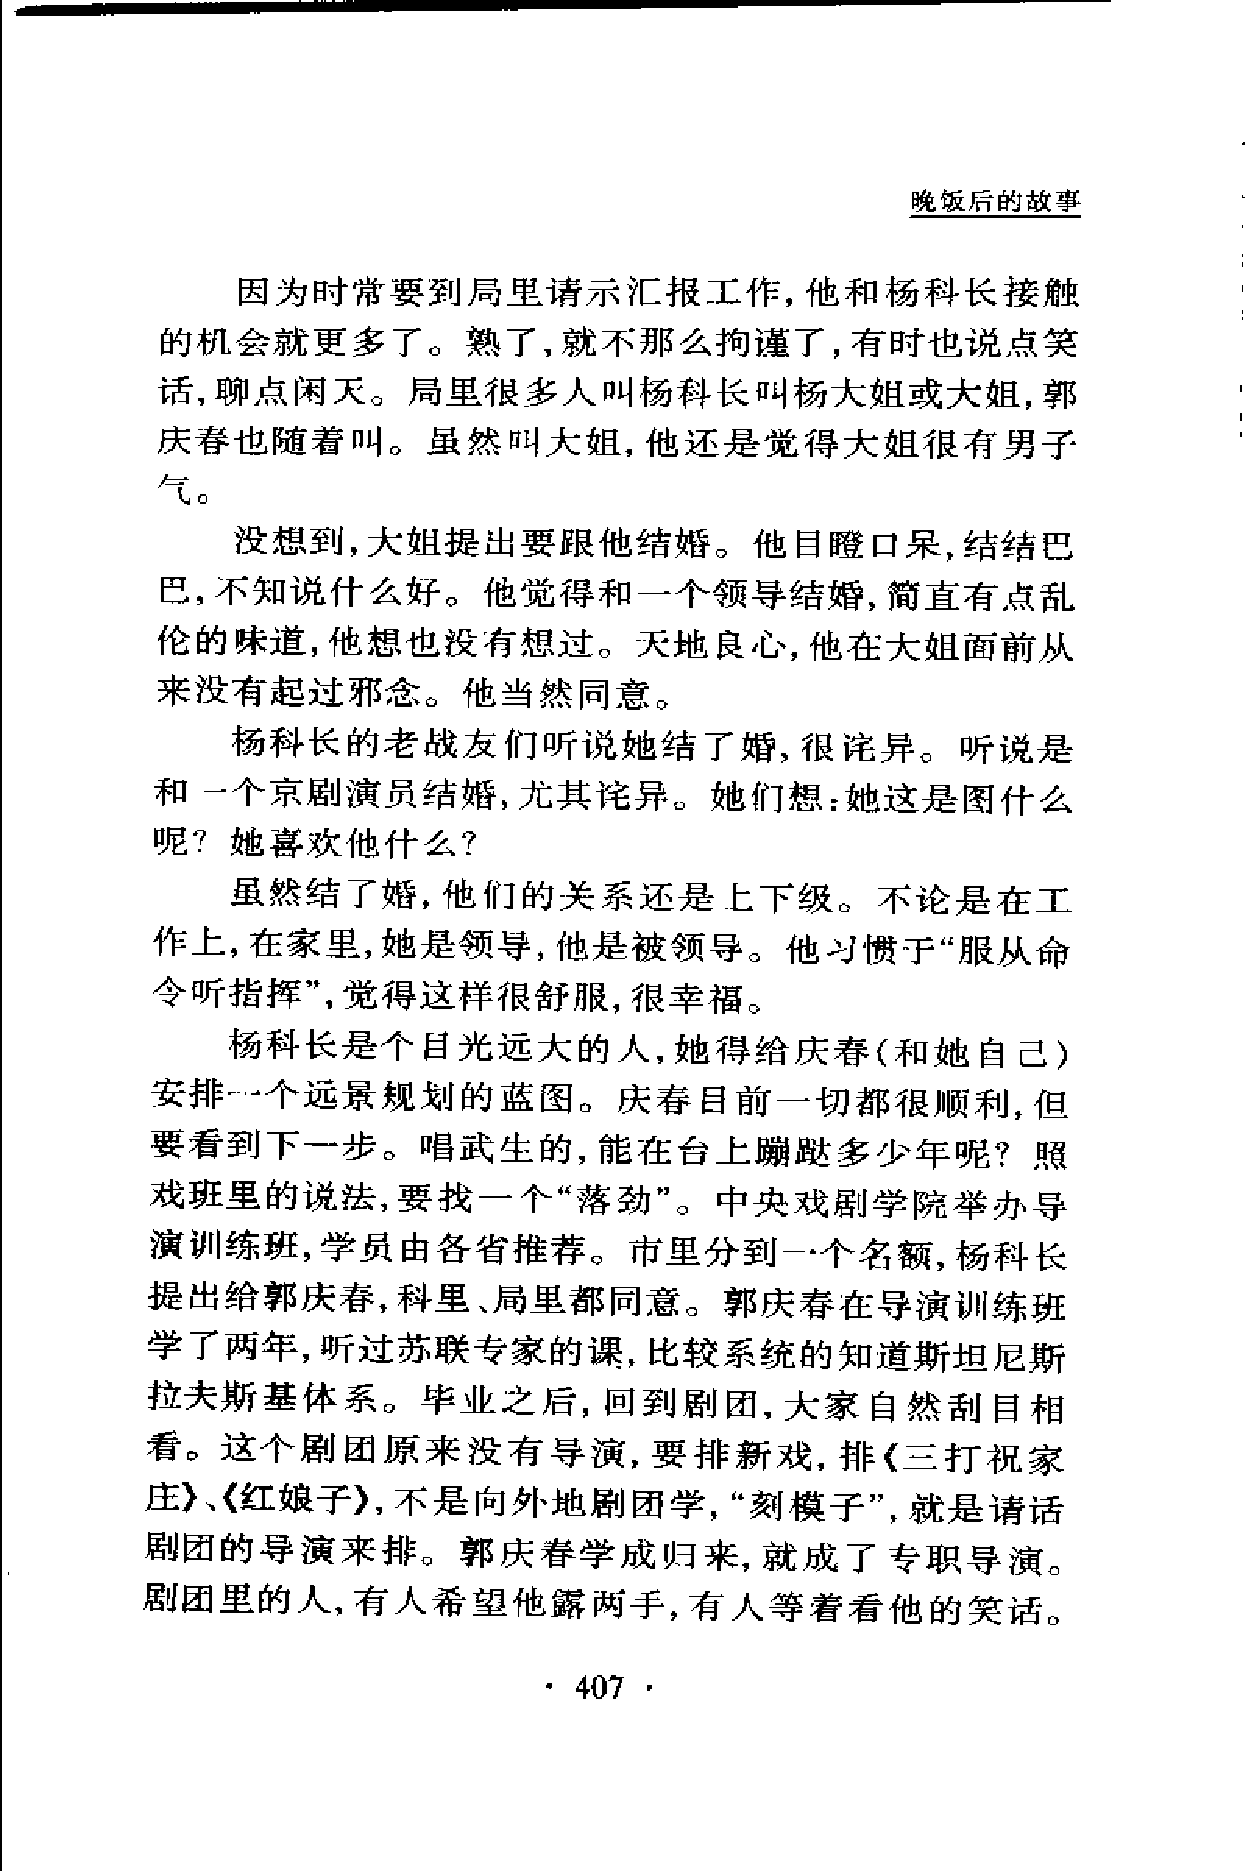 晚饭后的故事
因为时常要到局里请示汇报工作,他和杨科长接触
的机会就更多了。熟了,就不那么拘谨了,有时也说点笑
话,聊点闲天。局里很多人叫杨科长叫杨大姐或大姐,郭
庆春也随着叫。虽然叫大姐,他还是觉得大姐很有男子
气。
没想到,大姐提出要跟他结婚。他目瞪口呆,结结巴
巴,不知说什么好。他觉得和一个领导结婚,简直有点乱
伦的味道,他想也没有想过。天地良心,他在大姐面前从
来没有起过邪念。他当然同意。
杨科长的老战友们听说她结了婚,很诧异。听说是
和一个京剧演员结婚,尤其诧异。她们想:她这是图什么
呢?她喜欢他什么?
虽然结了婚,他们的关系还是上下级。不论是在工
作上,在家里,她是领导,他是被领导。他习惯于“服从命
令听指挥”,觉得这样很舒服,很幸福。
杨科长是个目光远大的人,她得给庆春(和她自己)
安排一个远景规划的蓝图。庆春目前一切都很顺利,但
要看到下一步。唱武生的,能在台上蹦跶多少年呢?照
戏班里的说法,要找一个“落劲”。中央戏剧学院举办导
演训练班,学员由各省推荐。市里分到一个名额,杨科长
提出给郭庆春,科里、局里都同意。郭庆春在导演训练班
学了两年,听过苏联专家的课,比较系统的知道斯坦尼斯
拉夫斯基体系。毕业之后,回到剧团,大家自然刮目相
看。这个剧团原来没有导演,要排新戏,排《三打祝家
庄》、《红娘子》,不是向外地剧团学,“刻模子”,就是请话
剧团的导演来排。郭庆春学成归来,就成了专职导演。
剧团里的人,有人希望他露两手,有人等着看他的笑话。
· 407 ·